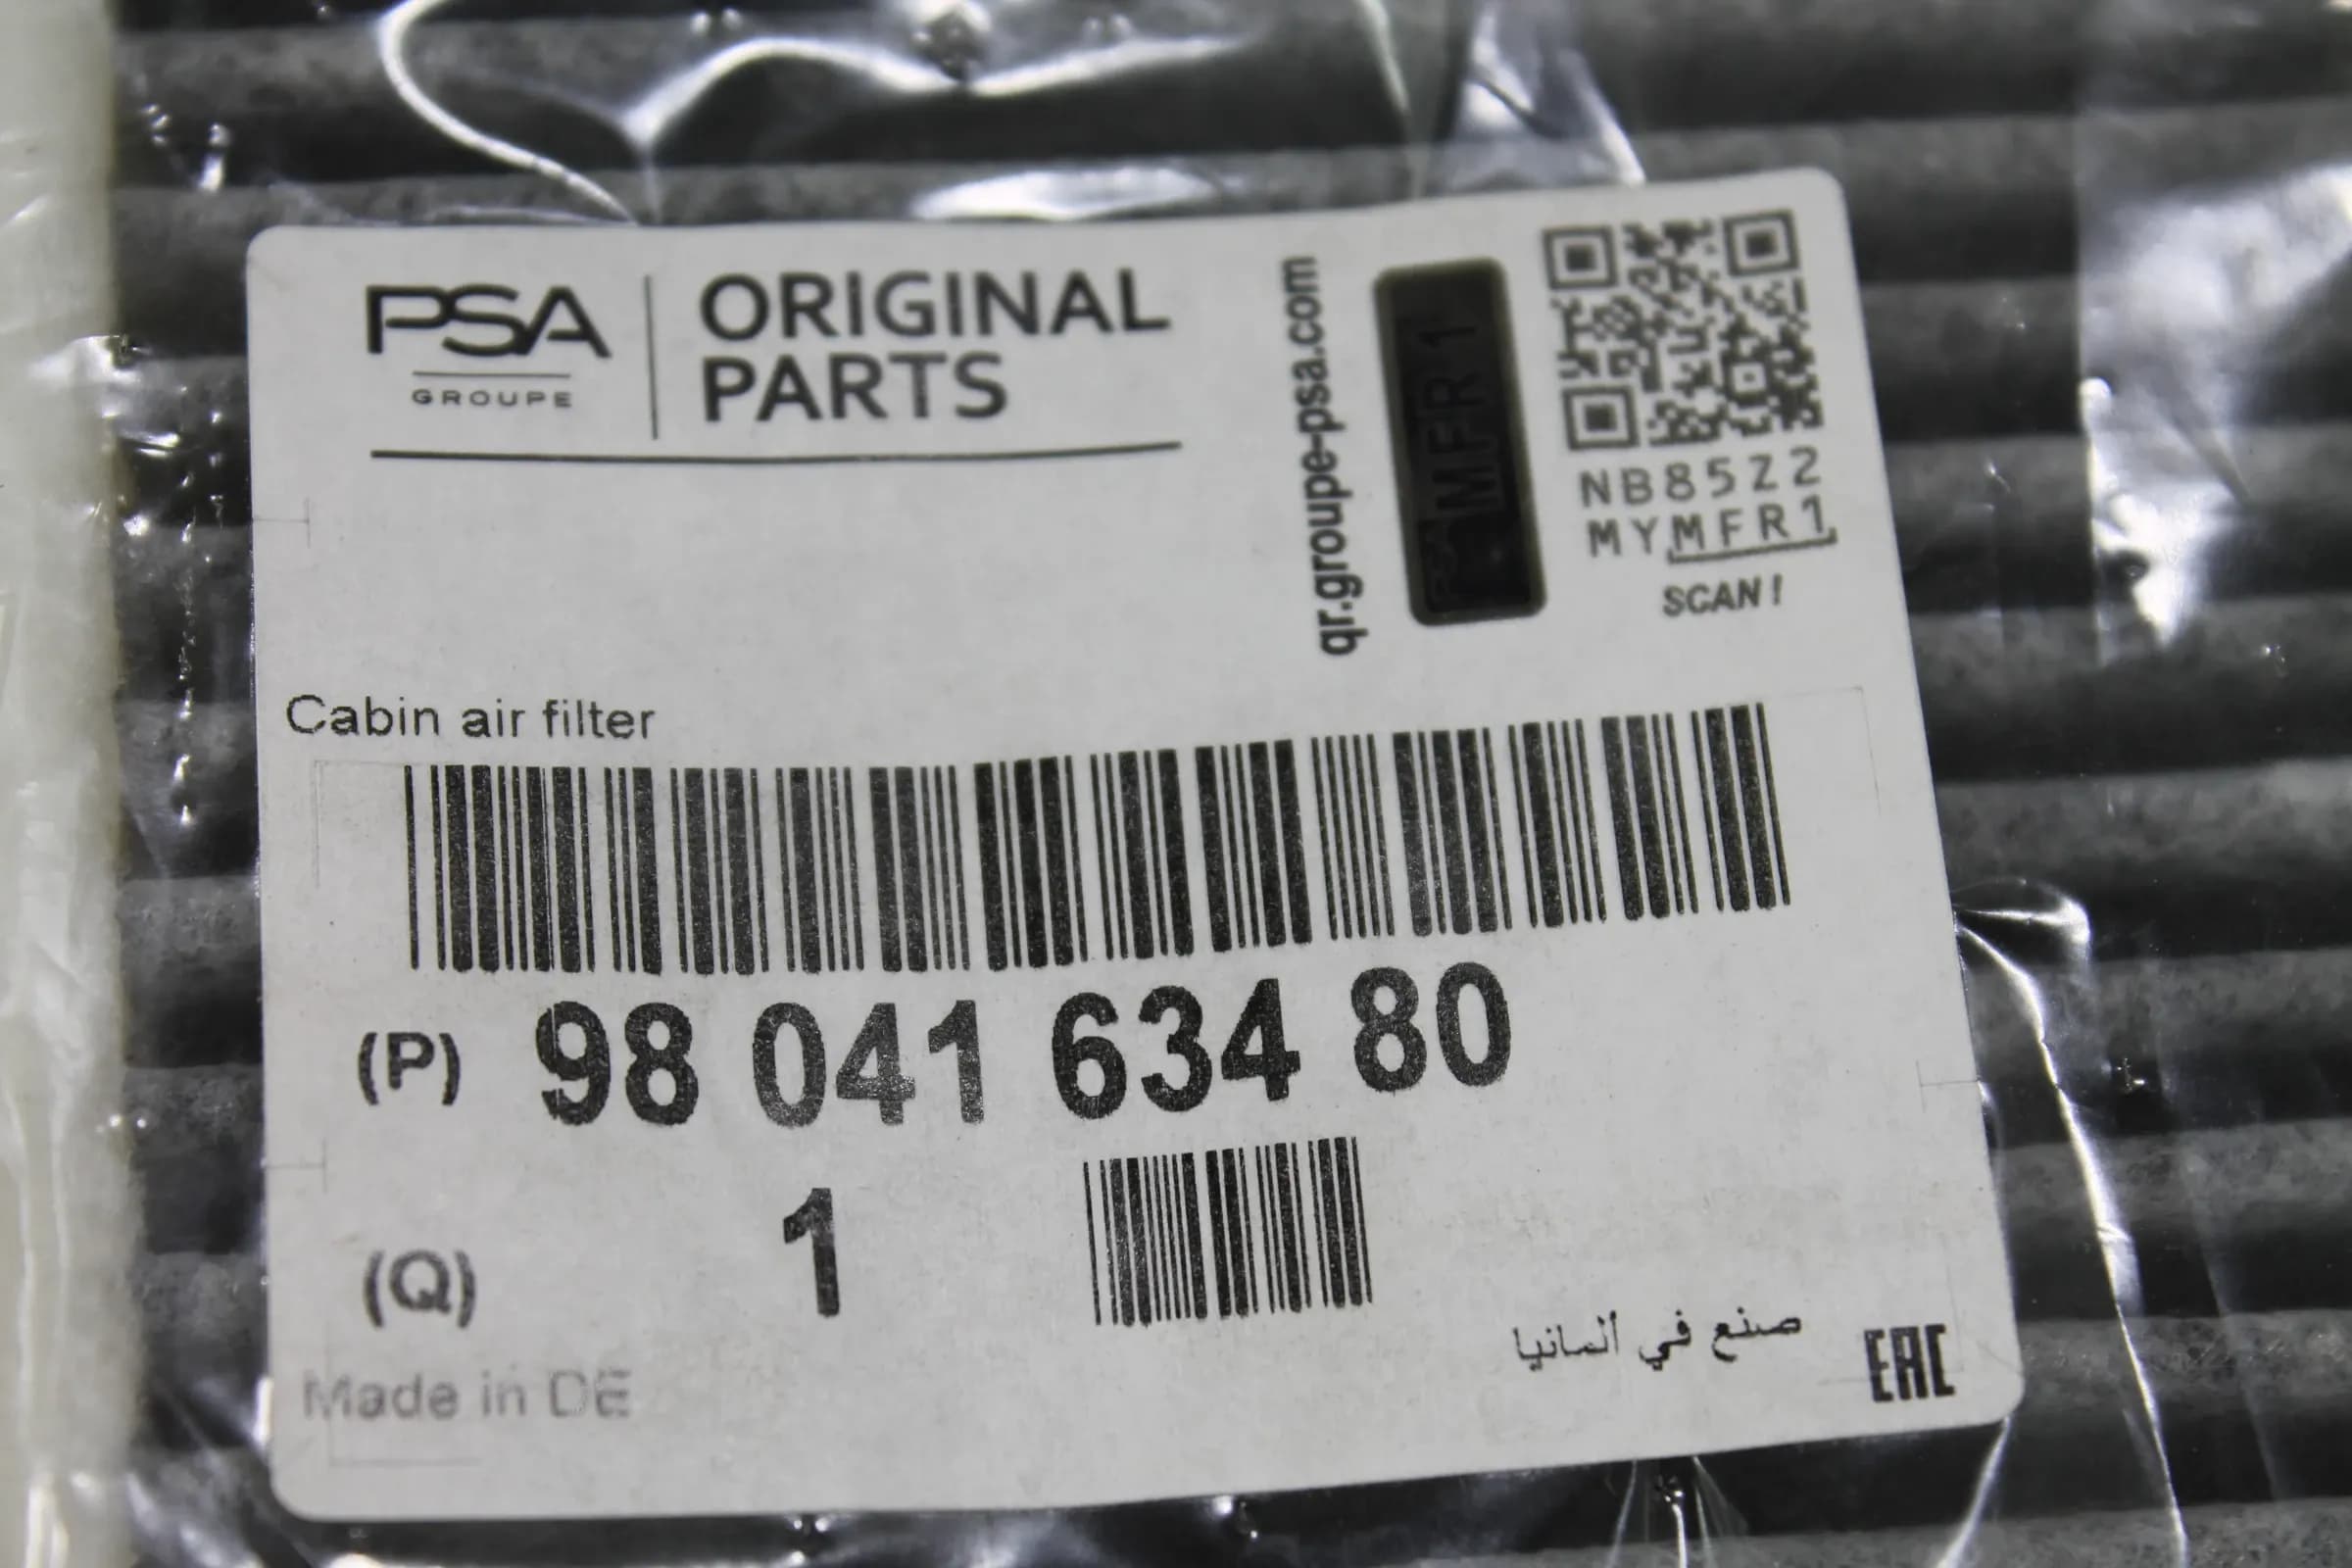 PSA
GROUPE
ORIGINAL
PARTS
qr.groupe-psa.com
MFR1
NB85Z2
MYMFR1
SCAN!
Cabin air filter
(P) 98 041 634 80
(Q) 1
Made in DE
صنع في المانيا
EAC